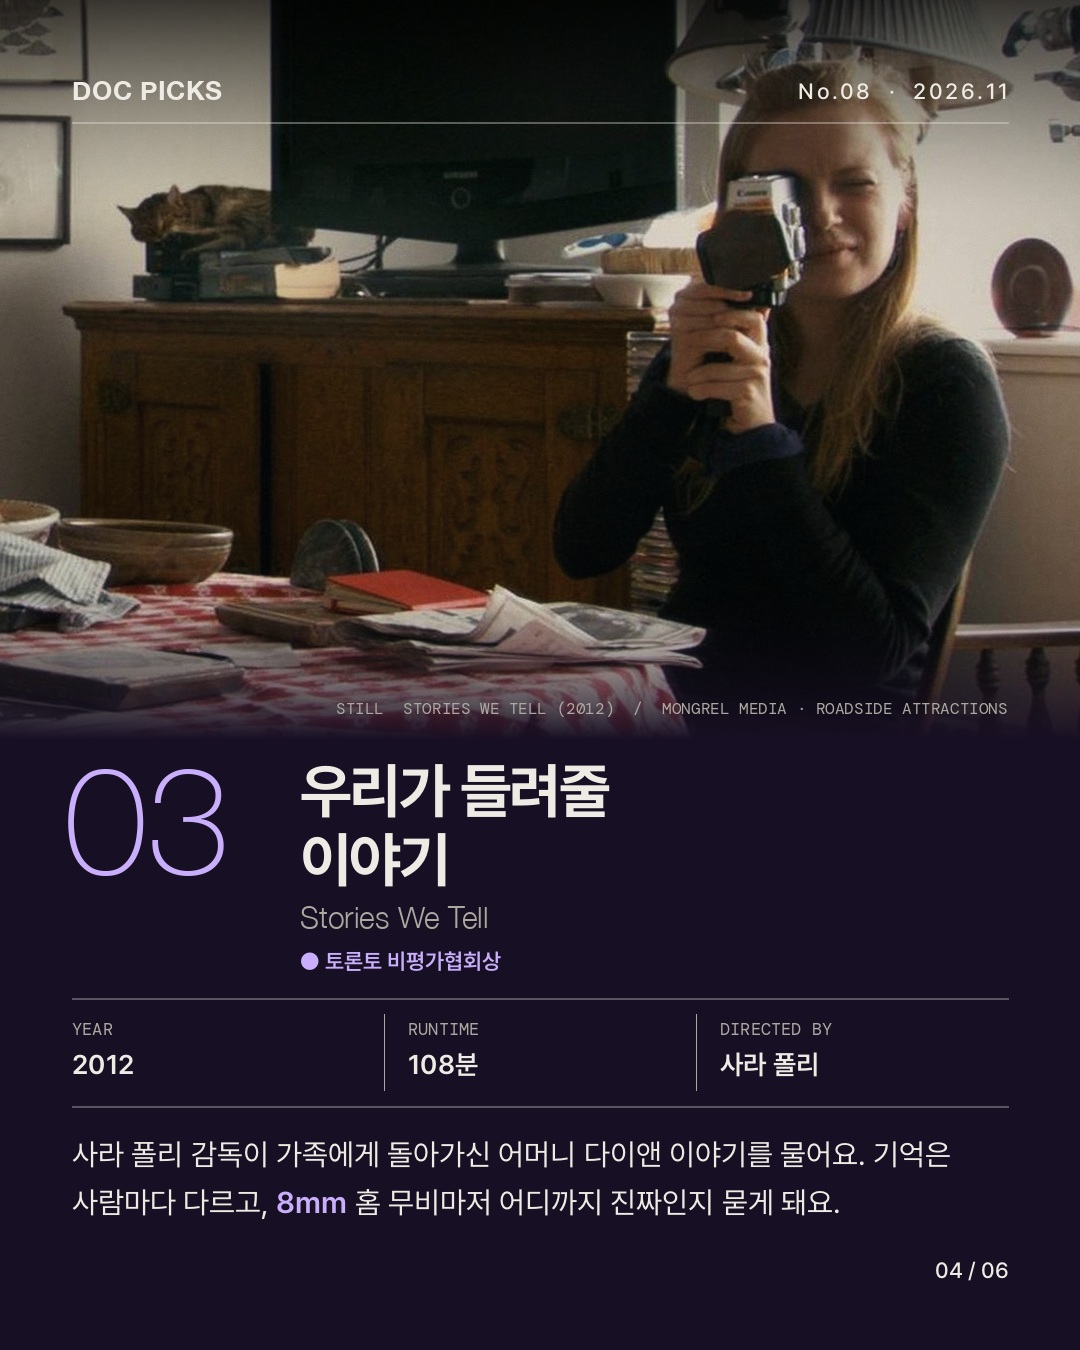 DOC PICKS
No.08 · 2026.11
Canon
SAMSUNG
STILL STORIES WE TELL (2012) / MONGREL MEDIA · ROADSIDE ATTRACTIONS
03
우리가 들려줄
이야기
Stories We Tell
● 토론토 비평가협회상
YEAR
2012
RUNTIME
108분
DIRECTED BY
사라 폴리
사라 폴리 감독이 가족에게 돌아가신 어머니 다이앤 이야기를 물어요. 기억은
사람마다 다르고, 8mm 홈 무비마저 어디까지 진짜인지 묻게 돼요.
04 / 06